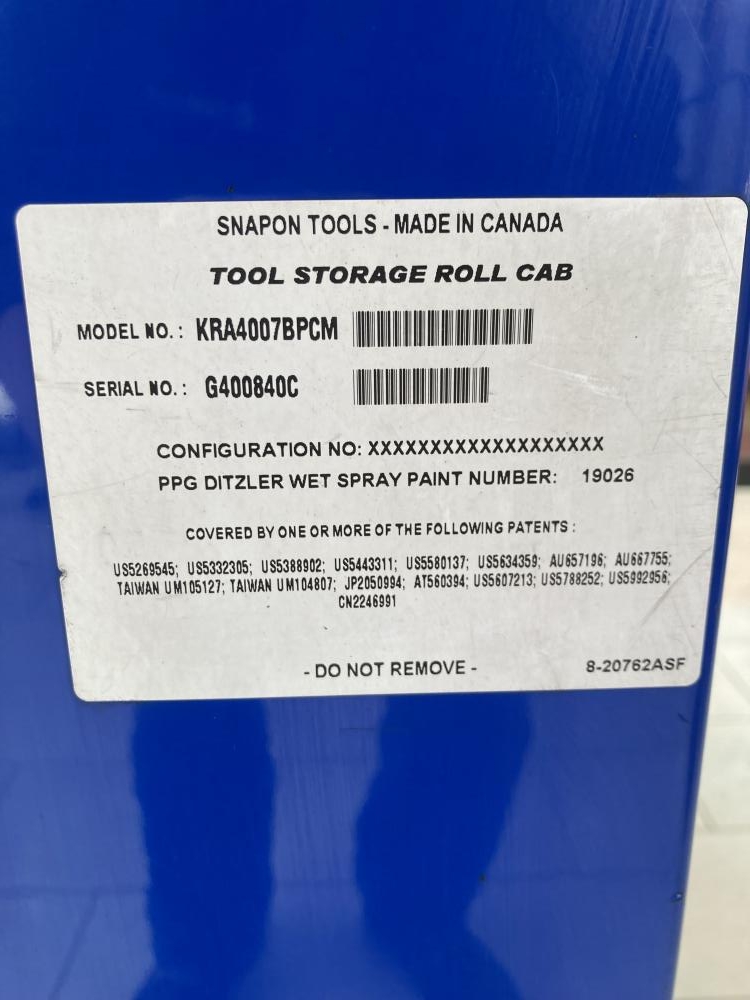 SNAPON TOOLS - MADE IN CANADA
TOOL STORAGE ROLL CAB
MODEL NO. : KRA4007BPCM
SERIAL NO. : G400840C
CONFIGURATION NO: XXXXXXXXXXXXXXXXXXX
PPG DITZLER WET SPRAY PAINT NUMBER: 19026
COVERED BY ONE OR MORE OF THE FOLLOWING PATENTS :
US5269545; US5332305; US5388902; US5443311; US5580137; US5634359; AU657196; AU667755;
TAIWAN UM105127; TAIWAN UM104807; JP2050994; AT560394; US5607213; US5788252; US5992956;
CN2246991
- DO NOT REMOVE -
8-20762ASF